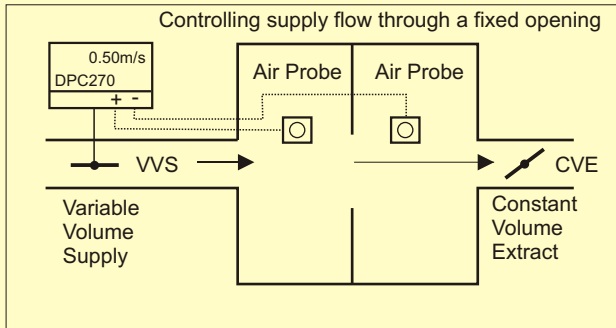 Controlling supply flow through a fixed opening
0.50m/s
DPC270
+ -
Air Probe
Air Probe
VVS
CVE
Variable
Volume
Supply
Constant
Volume
Extract